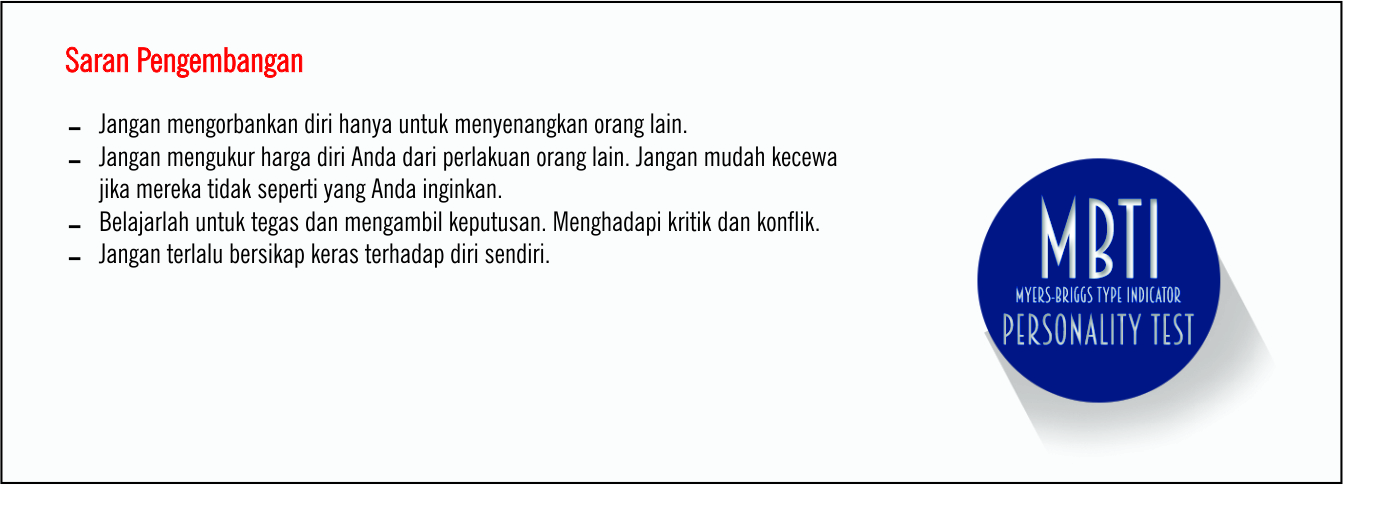 Saran Pengembangan
- Jangan mengorbankan diri hanya untuk menyenangkan orang lain.
- Jangan mengukur harga diri Anda dari perlakuan orang lain. Jangan mudah kecewa
jika mereka tidak seperti yang Anda inginkan.
- Belajarlah untuk tegas dan mengambil keputusan. Menghadapi kritik dan konflik.
- Jangan terlalu bersikap keras terhadap diri sendiri.
MBTI
MYERS-BRIGGS TYPE INDICATOR
PERSONALITY TEST